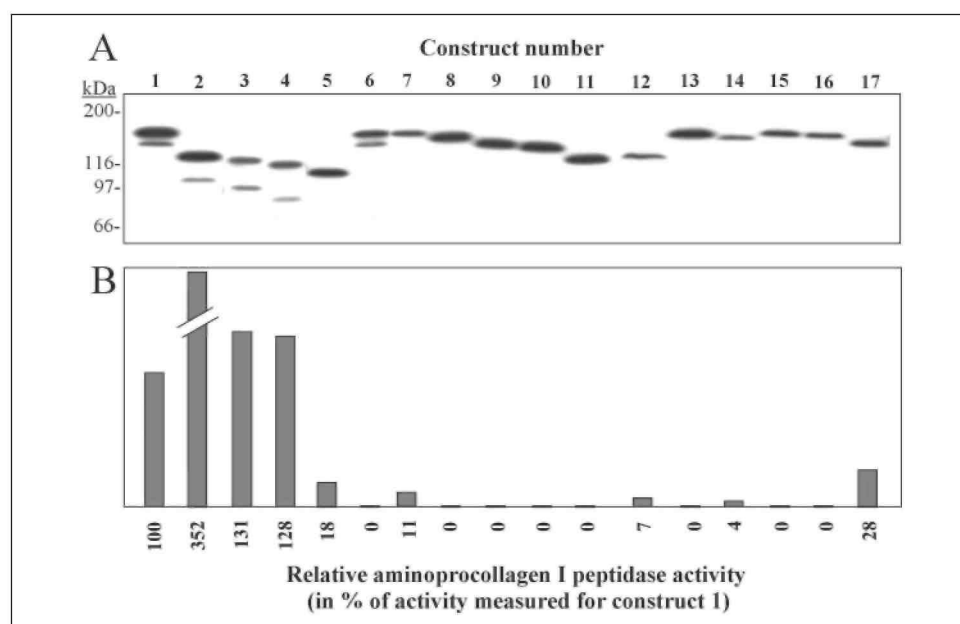 A
Construct number
kDa 1 2 3 4 5 6 7 8 9 10 11 12 13 14 15 16 17
200-
116-
97-
66-
B
100 352 131 128 18 0 11 0 0 0 0 7 0 4 0 0 28
Relative aminoprocollagen I peptidase activity
(in % of activity measured for construct 1)